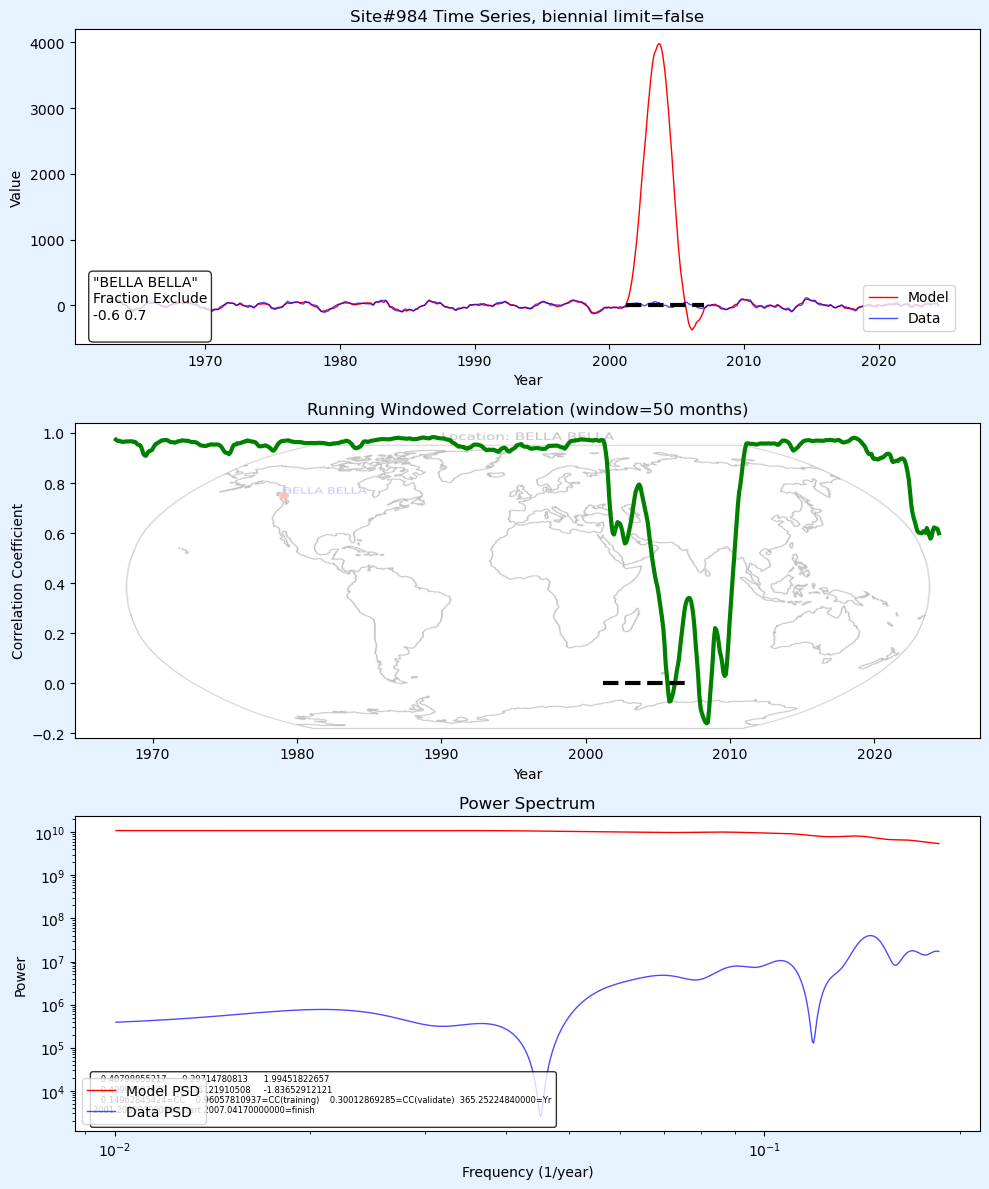 Site#984 Time Series, biennial limit=false
4000
3000
2000
1000
0
Value
"BELLA BELLA"
Fraction Exclude
-0.6 0.7
Model
Data
1970 1980 1990 2000 2010 2020
Year
Running Windowed Correlation (window=50 months)
Location: BELLA BELLA
BELLA BELLA
1.0
0.8
0.6
0.4
0.2
0.0
−0.2
Correlation Coefficient
1970 1980 1990 2000 2010 2020
Year
Power Spectrum
10^10
10^9
10^8
10^7
10^6
10^5
10^4
Power
1.99451822657
-1.83652912121
0.14962845424=CC 0.96057810937=CC(training) 0.30012869285=CC(validate) 365.25224840000=Yr
2007.04170000000=finish
Model PSD
Data PSD
10^−2 10^−1
Frequency (1/year)